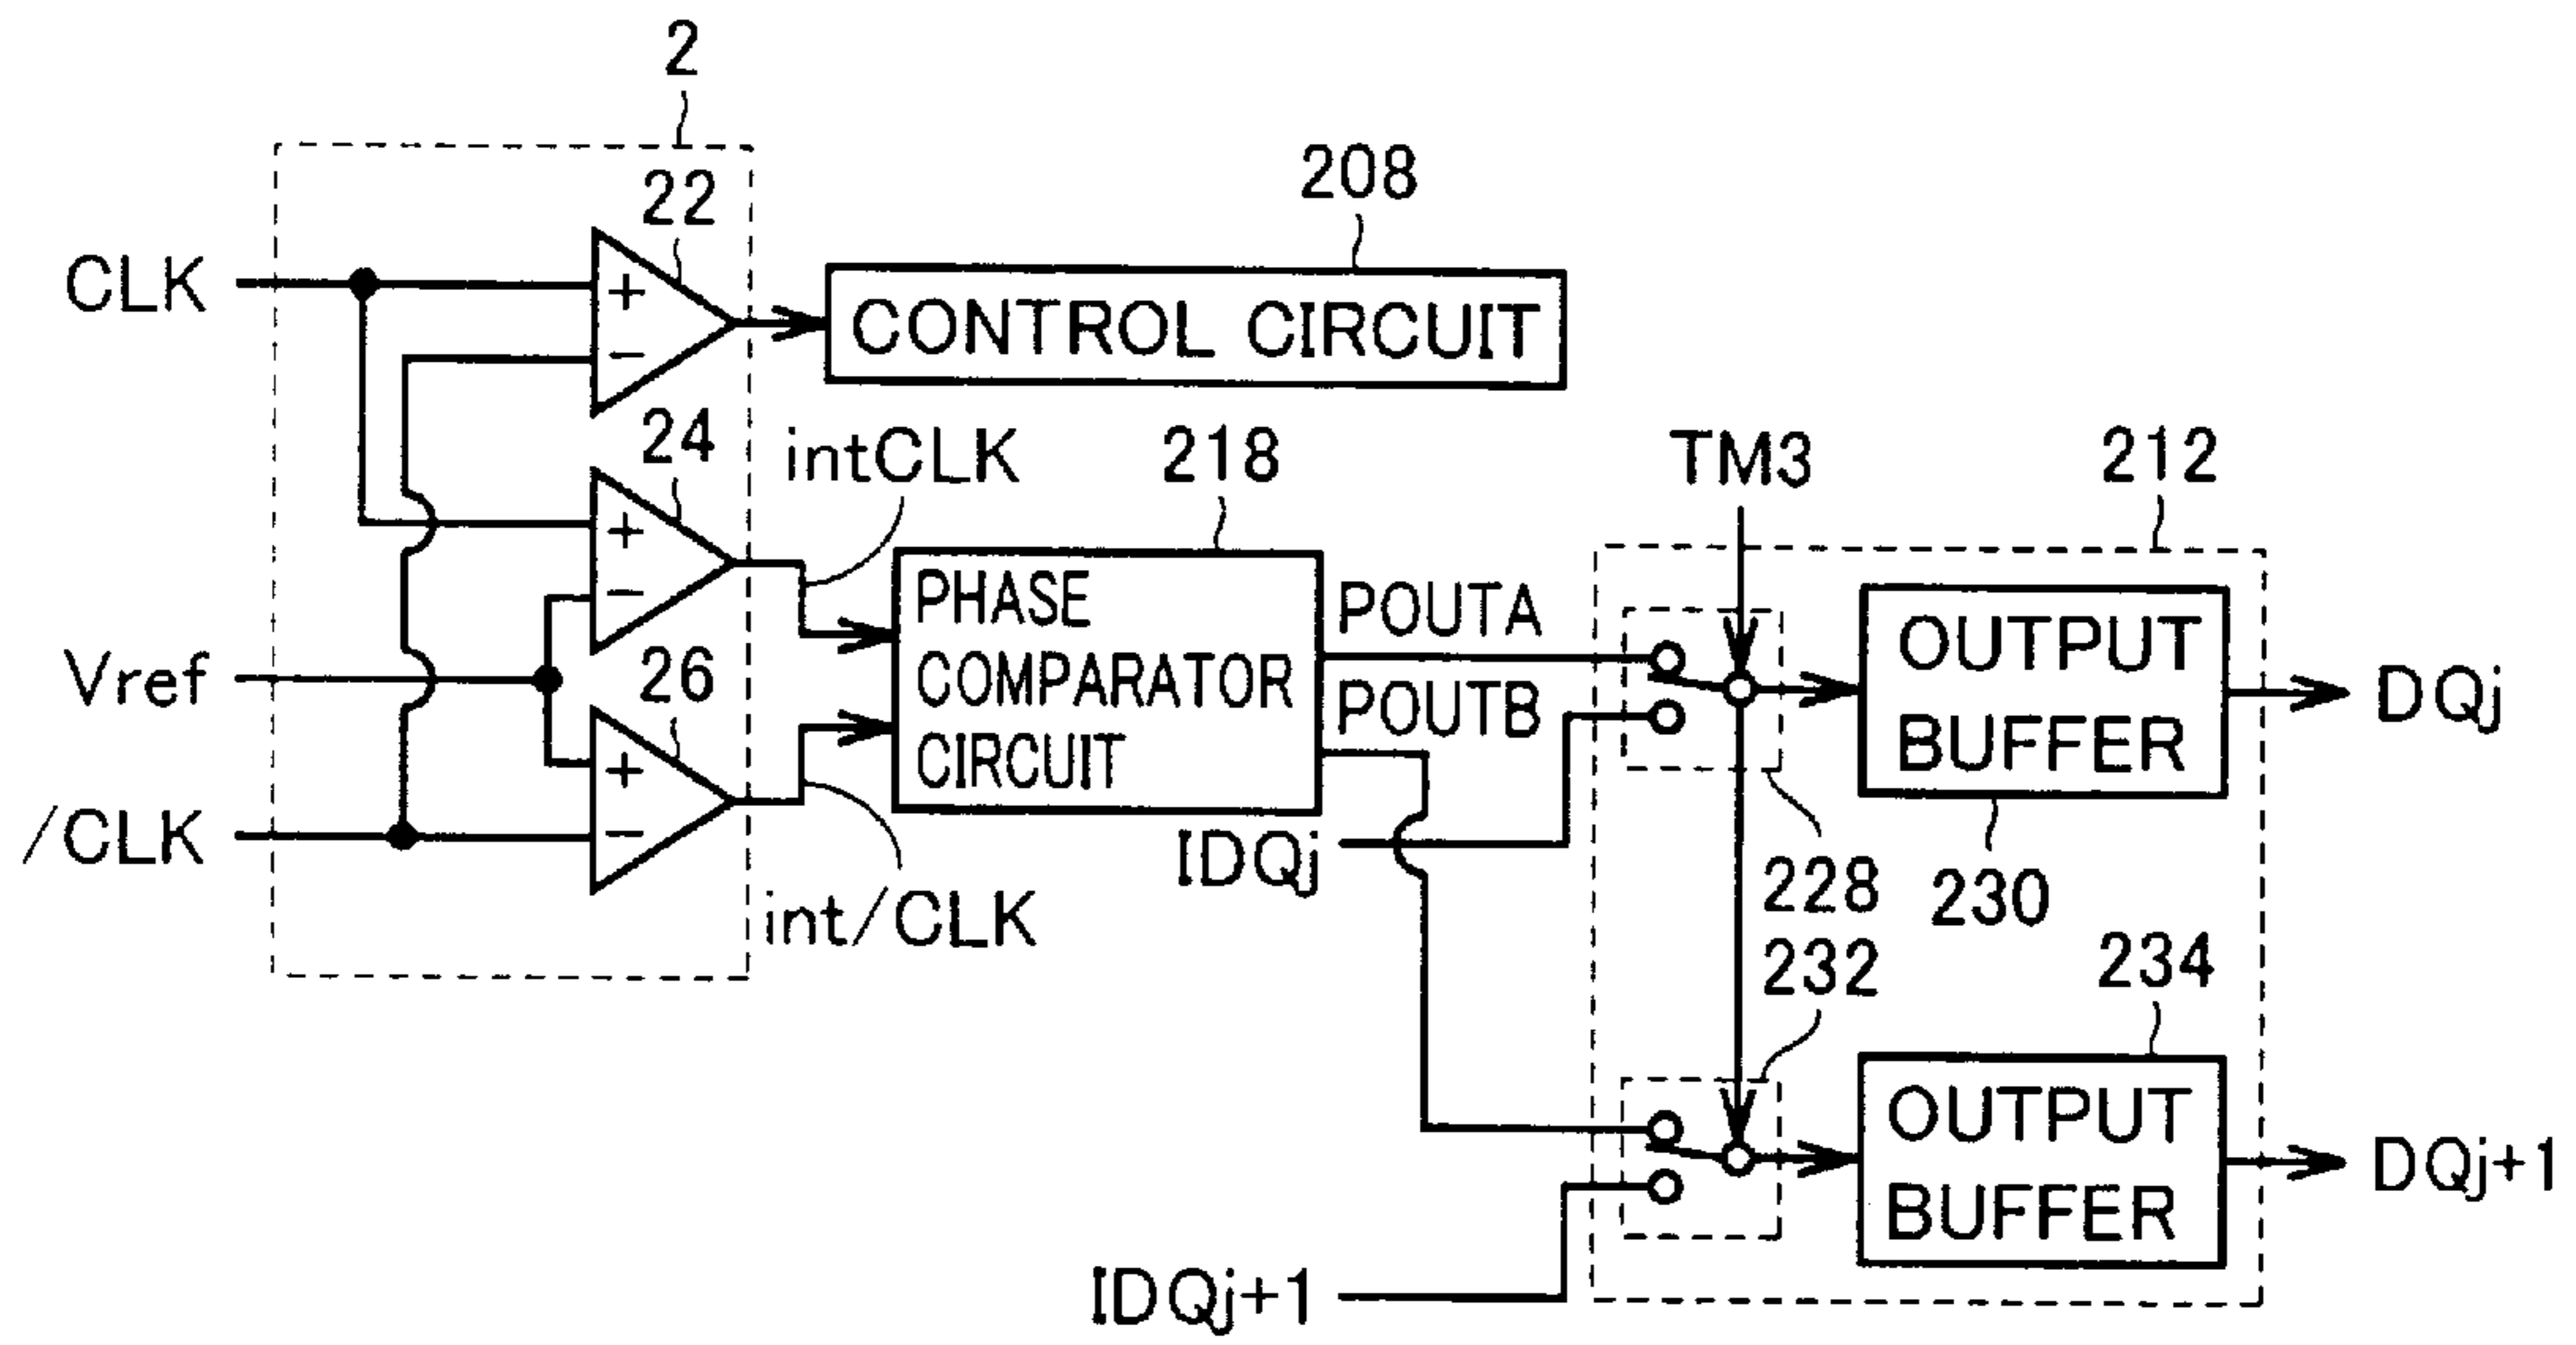 2
22
208
CLK
+
−
CONTROL CIRCUIT
24
intCLK
218
TM3
212
+
−
PHASE
COMPARATOR
CIRCUIT
POUTA
POUTB
OUTPUT
BUFFER
DQj
Vref
26
+
−
/CLK
int/CLK
IDQj
228
230
232
234
OUTPUT
BUFFER
DQj+1
IDQj+1